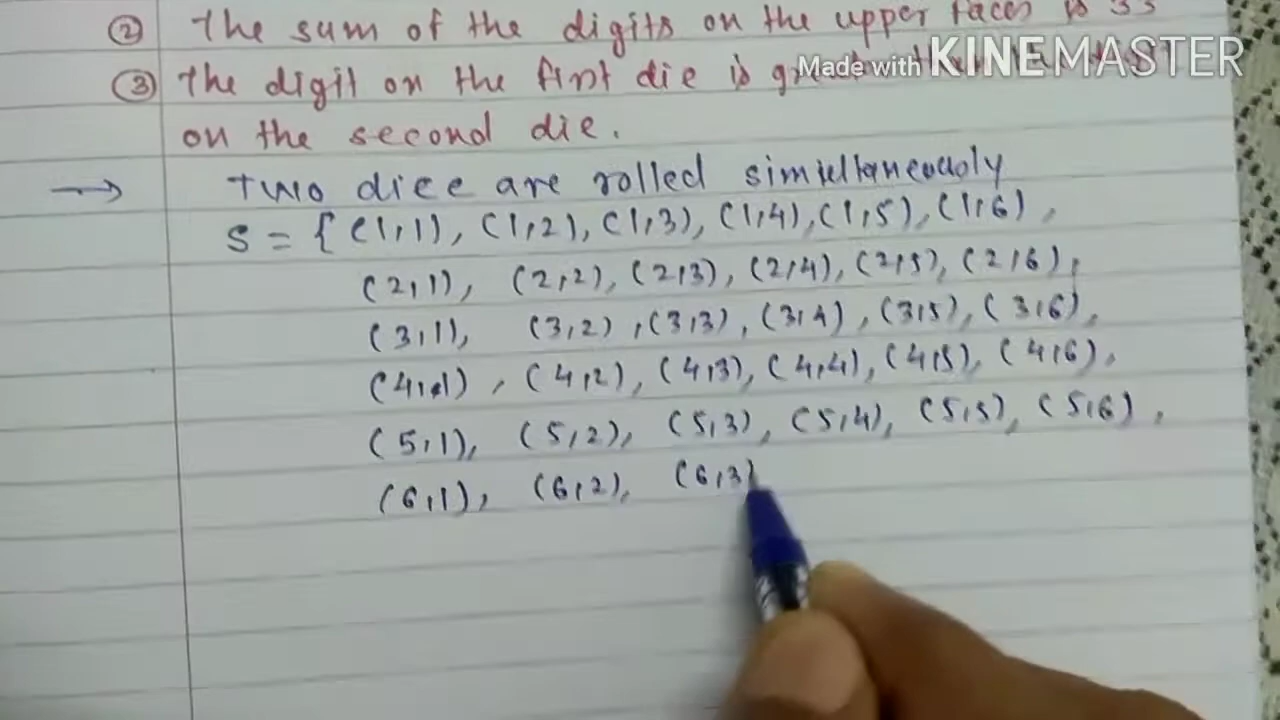 ② The sum of the digits on the upper faces is 33
③ The digit on the first die is
on the second die.
Made with KINEMASTER
→ Two dice are rolled simultaneously
S = { (1,1), (1,2), (1,3), (1,4), (1,5), (1,6),
(2,1), (2,2), (2,3), (2,4), (2,5), (2,6),
(3,1), (3,2), (3,3), (3,4), (3,5), (3,6),
(4,1), (4,2), (4,3), (4,4), (4,5), (4,6),
(5,1), (5,2), (5,3), (5,4), (5,5), (5,6),
(6,1), (6,2), (6,3)